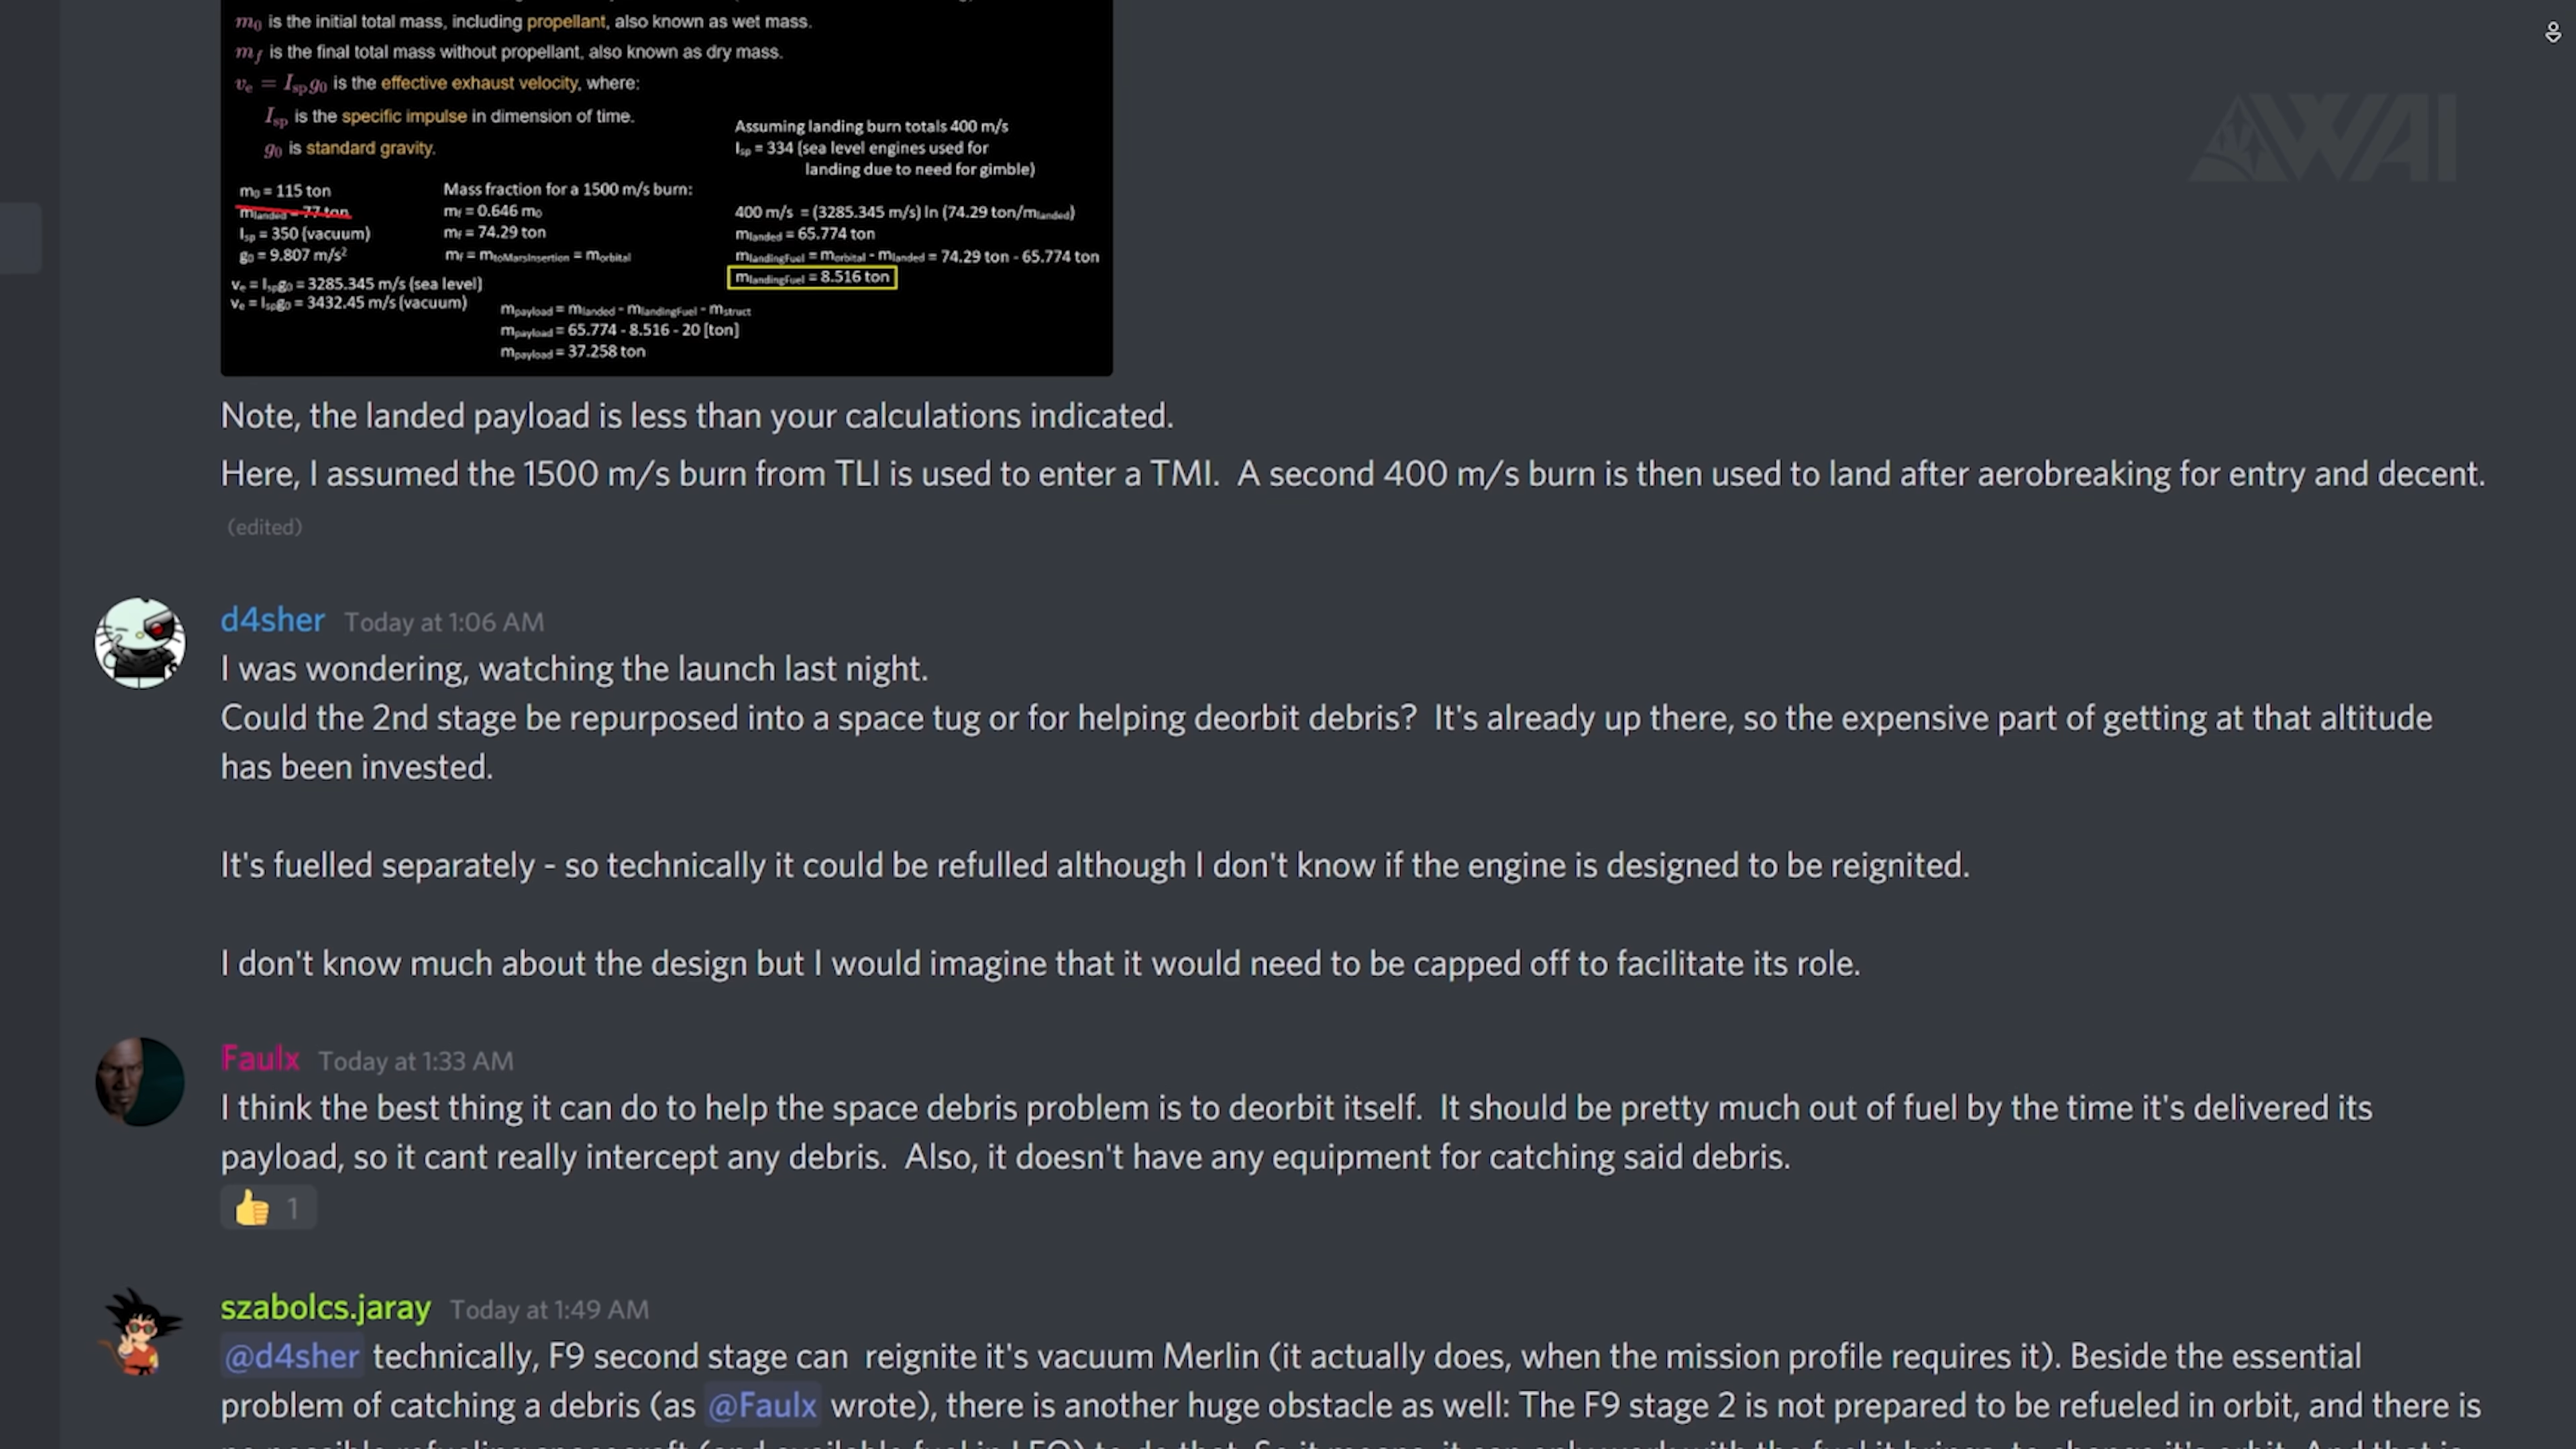 m₀ is the initial total mass, including propellant, also known as wet mass.
m_f is the final total mass without propellant, also known as dry mass.
vₑ = I_sp g₀ is the effective exhaust velocity, where:
I_sp is the specific impulse in dimension of time.
g₀ is standard gravity.
m₀ = 115 ton
m_landed = 77 ton
I_sp = 350 (vacuum)
g₀ = 9.807 m/s²
vₑ = I_sp g₀ = 3285.345 m/s (sea level)
vₑ = I_sp g₀ = 3432.45 m/s (vacuum)
Mass fraction for a 1500 m/s burn:
m_f = 0.646 m₀
m_f = 74.29 ton
m_f = m_toMarsInsertion = m_orbital
Assuming landing burn totals 400 m/s
I_sp = 334 (sea level engines used for
landing due to need for gimble)
400 m/s = (3285.345 m/s) ln (74.29 ton/m_landed)
m_landed = 65.774 ton
m_landingFuel = m_orbital - m_landed = 74.29 ton - 65.774 ton
m_landingFuel = 8.516 ton
m_payload = m_landed - m_landingFuel - m_struct
m_payload = 65.774 - 8.516 - 20 [ton]
m_payload = 37.258 ton
WAI
Note, the landed payload is less than your calculations indicated.
Here, I assumed the 1500 m/s burn from TLI is used to enter a TMI. A second 400 m/s burn is then used to land after aerobreaking for entry and decent.
(edited)
d4sher Today at 1:06 AM
I was wondering, watching the launch last night.
Could the 2nd stage be repurposed into a space tug or for helping deorbit debris? It's already up there, so the expensive part of getting at that altitude
has been invested.
It's fuelled separately - so technically it could be refulled although I don't know if the engine is designed to be reignited.
I don't know much about the design but I would imagine that it would need to be capped off to facilitate its role.
Faulx Today at 1:33 AM
I think the best thing it can do to help the space debris problem is to deorbit itself. It should be pretty much out of fuel by the time it's delivered its
payload, so it cant really intercept any debris. Also, it doesn't have any equipment for catching said debris.
👍 1
szabolcs.jaray Today at 1:49 AM
@d4sher technically, F9 second stage can reignite it's vacuum Merlin (it actually does, when the mission profile requires it). Beside the essential
problem of catching a debris (as @Faulx wrote), there is another huge obstacle as well: The F9 stage 2 is not prepared to be refueled in orbit, and there is